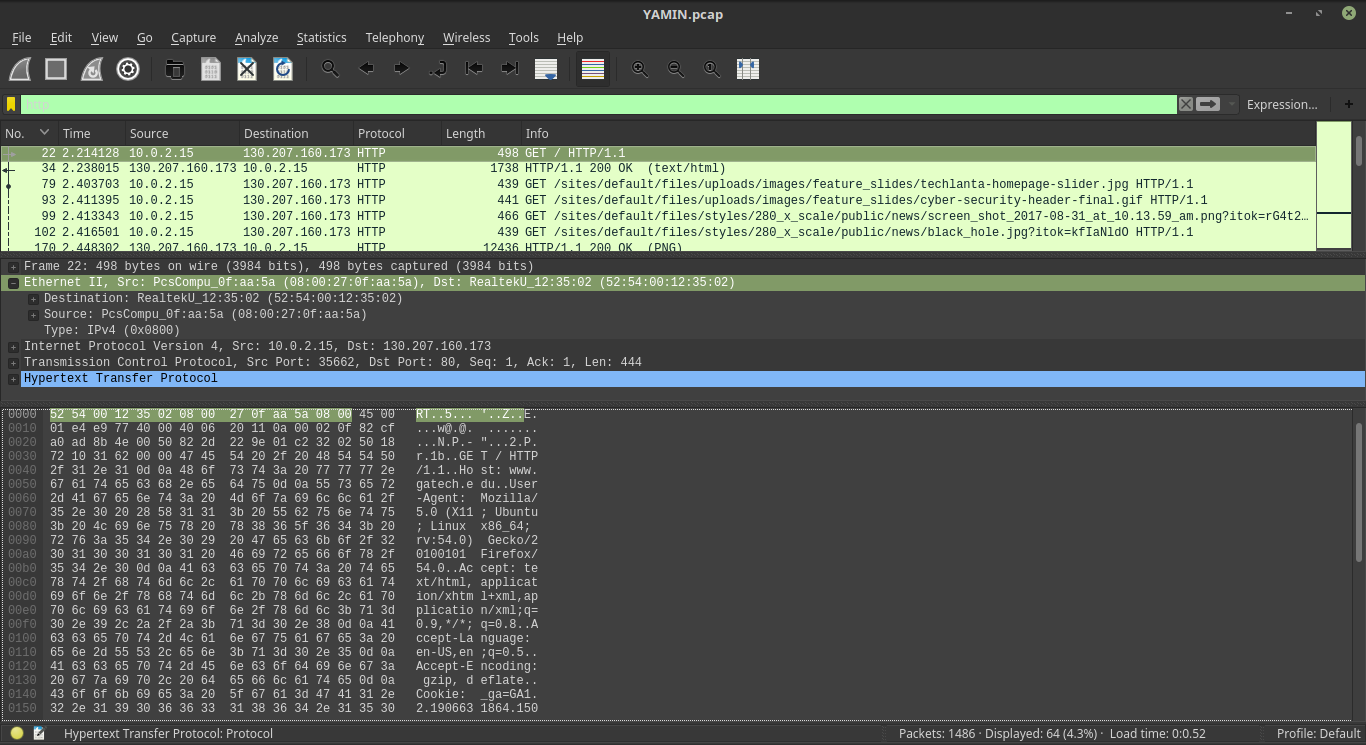 YAMIN.pcap
File Edit View Go Capture Analyze Statistics Telephony Wireless Tools Help
http
Expression...
No. Time Source Destination Protocol Length Info
22 2.214128 10.0.2.15 130.207.160.173 HTTP 498 GET / HTTP/1.1
34 2.238015 130.207.160.173 10.0.2.15 HTTP 1738 HTTP/1.1 200 OK (text/html)
79 2.403703 10.0.2.15 130.207.160.173 HTTP 439 GET /sites/default/files/uploads/images/feature_slides/techlanta-homepage-slider.jpg HTTP/1.1
93 2.411395 10.0.2.15 130.207.160.173 HTTP 441 GET /sites/default/files/uploads/images/cyber-security-header-final.gif HTTP/1.1
99 2.413343 10.0.2.15 130.207.160.173 HTTP 466 GET /sites/default/files/styles/280_x_scale/public/news/screen_shot_2017-08-31_at_10.13.59_am.png?itok=rG4t2…
102 2.416501 10.0.2.15 130.207.160.173 HTTP 439 GET /sites/default/files/styles/280_x_scale/public/news/black_hole.jpg?itok=kfIaNldO HTTP/1.1
170 2.448302 130.207.160.173 10.0.2.15 HTTP 12436 HTTP/1.1 200 OK (PNG)
Frame 22: 498 bytes on wire (3984 bits), 498 bytes captured (3984 bits)
Ethernet II, Src: PcsCompu_0f:aa:5a (08:00:27:0f:aa:5a), Dst: RealtekU_12:35:02 (52:54:00:12:35:02)
Destination: RealtekU_12:35:02 (52:54:00:12:35:02)
Source: PcsCompu_0f:aa:5a (08:00:27:0f:aa:5a)
Type: IPv4 (0x0800)
Internet Protocol Version 4, Src: 10.0.2.15, Dst: 130.207.160.173
Transmission Control Protocol, Src Port: 35662, Dst Port: 80, Seq: 1, Ack: 1, Len: 444
Hypertext Transfer Protocol
0000 52 54 00 12 35 02 08 00 27 0f aa 5a 08 00 45 00 RT..5... '..Z..E.
0010 01 e4 e9 77 40 00 40 06 20 11 0a 00 02 0f 82 cf ...w@.@. .......
0020 a0 ad 8b 4e 00 50 82 2d 22 9e 01 c2 32 02 50 18 ...N.P.- "...2.P.
0030 72 10 31 62 00 00 47 45 54 20 2f 20 48 54 54 50 r.1b..GE T / HTTP
0040 2f 31 2e 31 0d 0a 48 6f 73 74 3a 20 77 77 77 2e /1.1..Ho st: www.
0050 67 61 74 65 63 68 2e 65 64 75 0d 0a 55 73 65 72 gatech.e du..User
0060 2d 41 67 65 6e 74 3a 20 4d 6f 7a 69 6c 6c 61 2f -Agent: Mozilla/
0070 35 2e 30 20 28 58 31 31 3b 20 55 62 75 6e 74 75 5.0 (X11 ; Ubuntu
0080 3b 20 4c 69 6e 75 78 20 78 38 36 5f 36 34 3b 20 ; Linux x86_64;
0090 72 76 3a 35 34 2e 30 29 20 47 65 63 6b 6f 2f 32 rv:54.0) Gecko/2
00a0 30 31 30 30 31 30 31 20 46 69 72 65 66 6f 78 2f 0100101 Firefox/
00b0 35 34 2e 30 0d 0a 41 63 63 65 70 74 3a 20 74 65 54.0..Ac cept: te
00c0 78 74 2f 68 74 6d 6c 2c 61 70 70 6c 69 63 61 74 xt/html, applicat
00d0 69 6f 6e 2f 78 68 74 6d 6c 2b 78 6d 6c 2c 61 70 ion/xhtm l+xml,ap
00e0 70 6c 69 63 61 74 69 6f 6e 2f 78 6d 6c 3b 71 3d plicatio n/xml;q=
00f0 30 2e 39 2c 2a 2f 2a 3b 71 3d 30 2e 38 0d 0a 41 0.9,*/*; q=0.8..A
0100 63 63 65 70 74 2d 4c 61 6e 67 75 61 67 65 3a 20 ccept-La nguage:
0110 65 6e 2d 55 53 2c 65 6e 3b 71 3d 30 2e 35 0d 0a en-US,en ;q=0.5..
0120 41 63 63 65 70 74 2d 45 6e 63 6f 64 69 6e 67 3a Accept-E ncoding:
0130 20 67 7a 69 70 2c 20 64 65 66 6c 61 74 65 0d 0a gzip, d eflate..
0140 43 6f 6f 6b 69 65 3a 20 5f 67 61 3d 47 41 31 2e Cookie: _ga=GA1.
0150 32 2e 31 39 30 36 36 33 31 38 36 34 2e 31 35 30 2.190663 1864.150
Hypertext Transfer Protocol: Protocol Packets: 1486 · Displayed: 64 (4.3%) · Load time: 0:0.52 Profile: Default